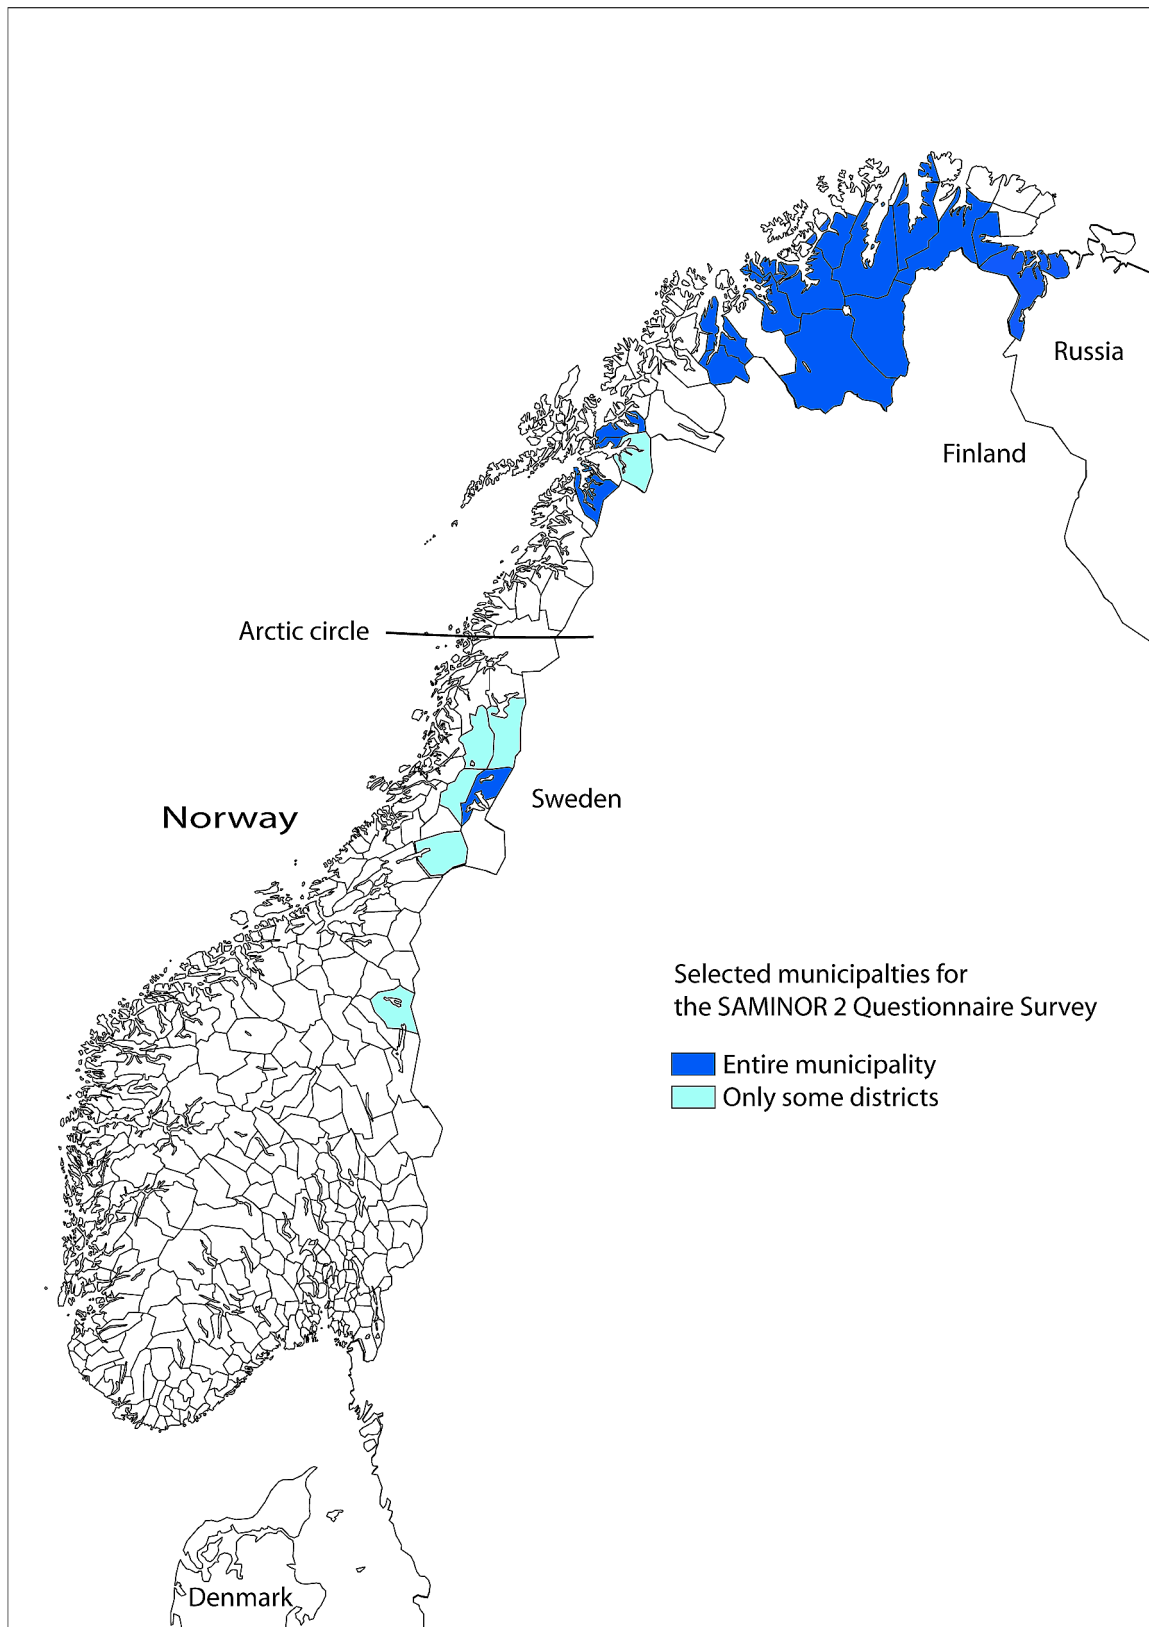 Russia
Finland
Arctic circle
Sweden
Norway
Selected municipalties for
the SAMINOR 2 Questionnaire Survey
Entire municipality
Only some districts
Denmark